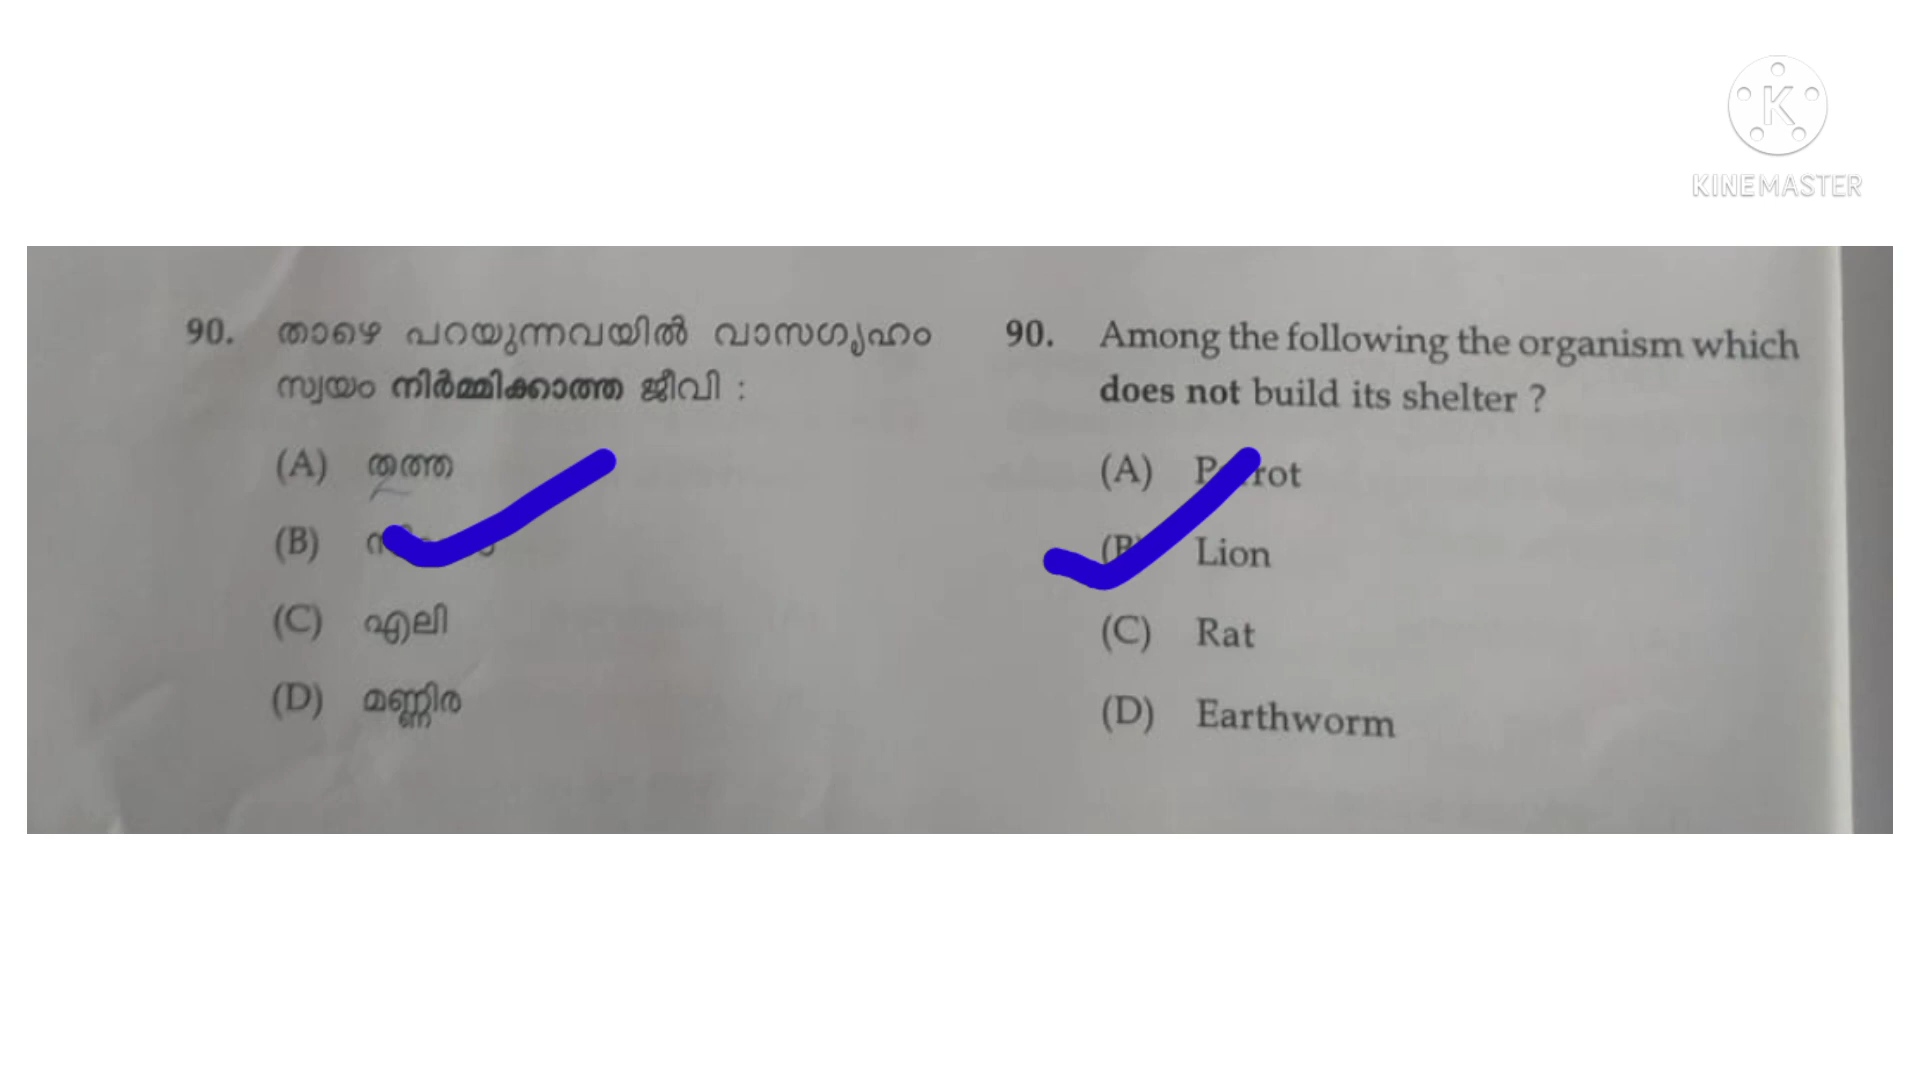 K
KINEMASTER
90. താഴെ പറയുന്നവയിൽ വാസഗൃഹം
സ്വയം നിർമ്മിക്കാത്ത ജീവി :
(A) തത്ത
(B)
(C) എലി
(D) മണ്ണിര
90. Among the following the organism which
does not build its shelter ?
(A)
(B) Lion
(C) Rat
(D) Earthworm